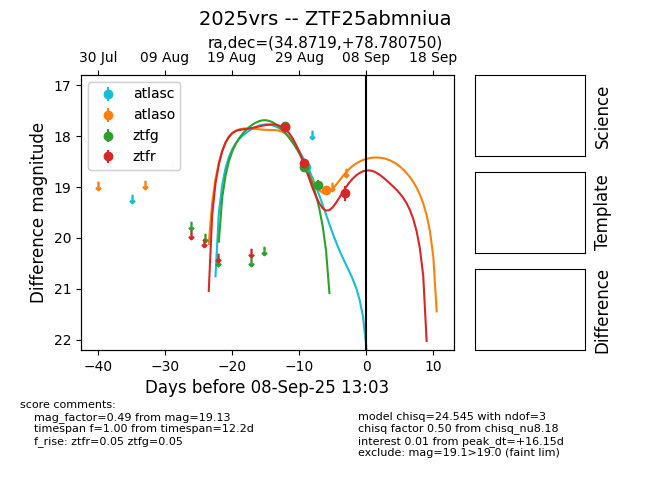 2025vrs -- ZTF25abmniua
ra,dec=(34.8719,+78.780750)
30 Jul 09 Aug 19 Aug 29 Aug 08 Sep 18 Sep
17
18
19
20
21
22
Difference magnitude
atlasc
atlaso
ztfg
ztfr
−40 −30 −20 −10 0 10
Days before 08-Sep-25 13:03
Science
Template
Difference
score comments:
mag_factor=0.49 from mag=19.13
timespan f=1.00 from timespan=12.2d
f_rise: ztfr=0.05 ztfg=0.05
model chisq=24.545 with ndof=3
chisq factor 0.50 from chisq_nu8.18
interest 0.01 from peak_dt=+16.15d
exclude: mag=19.1>19.0 (faint lim)